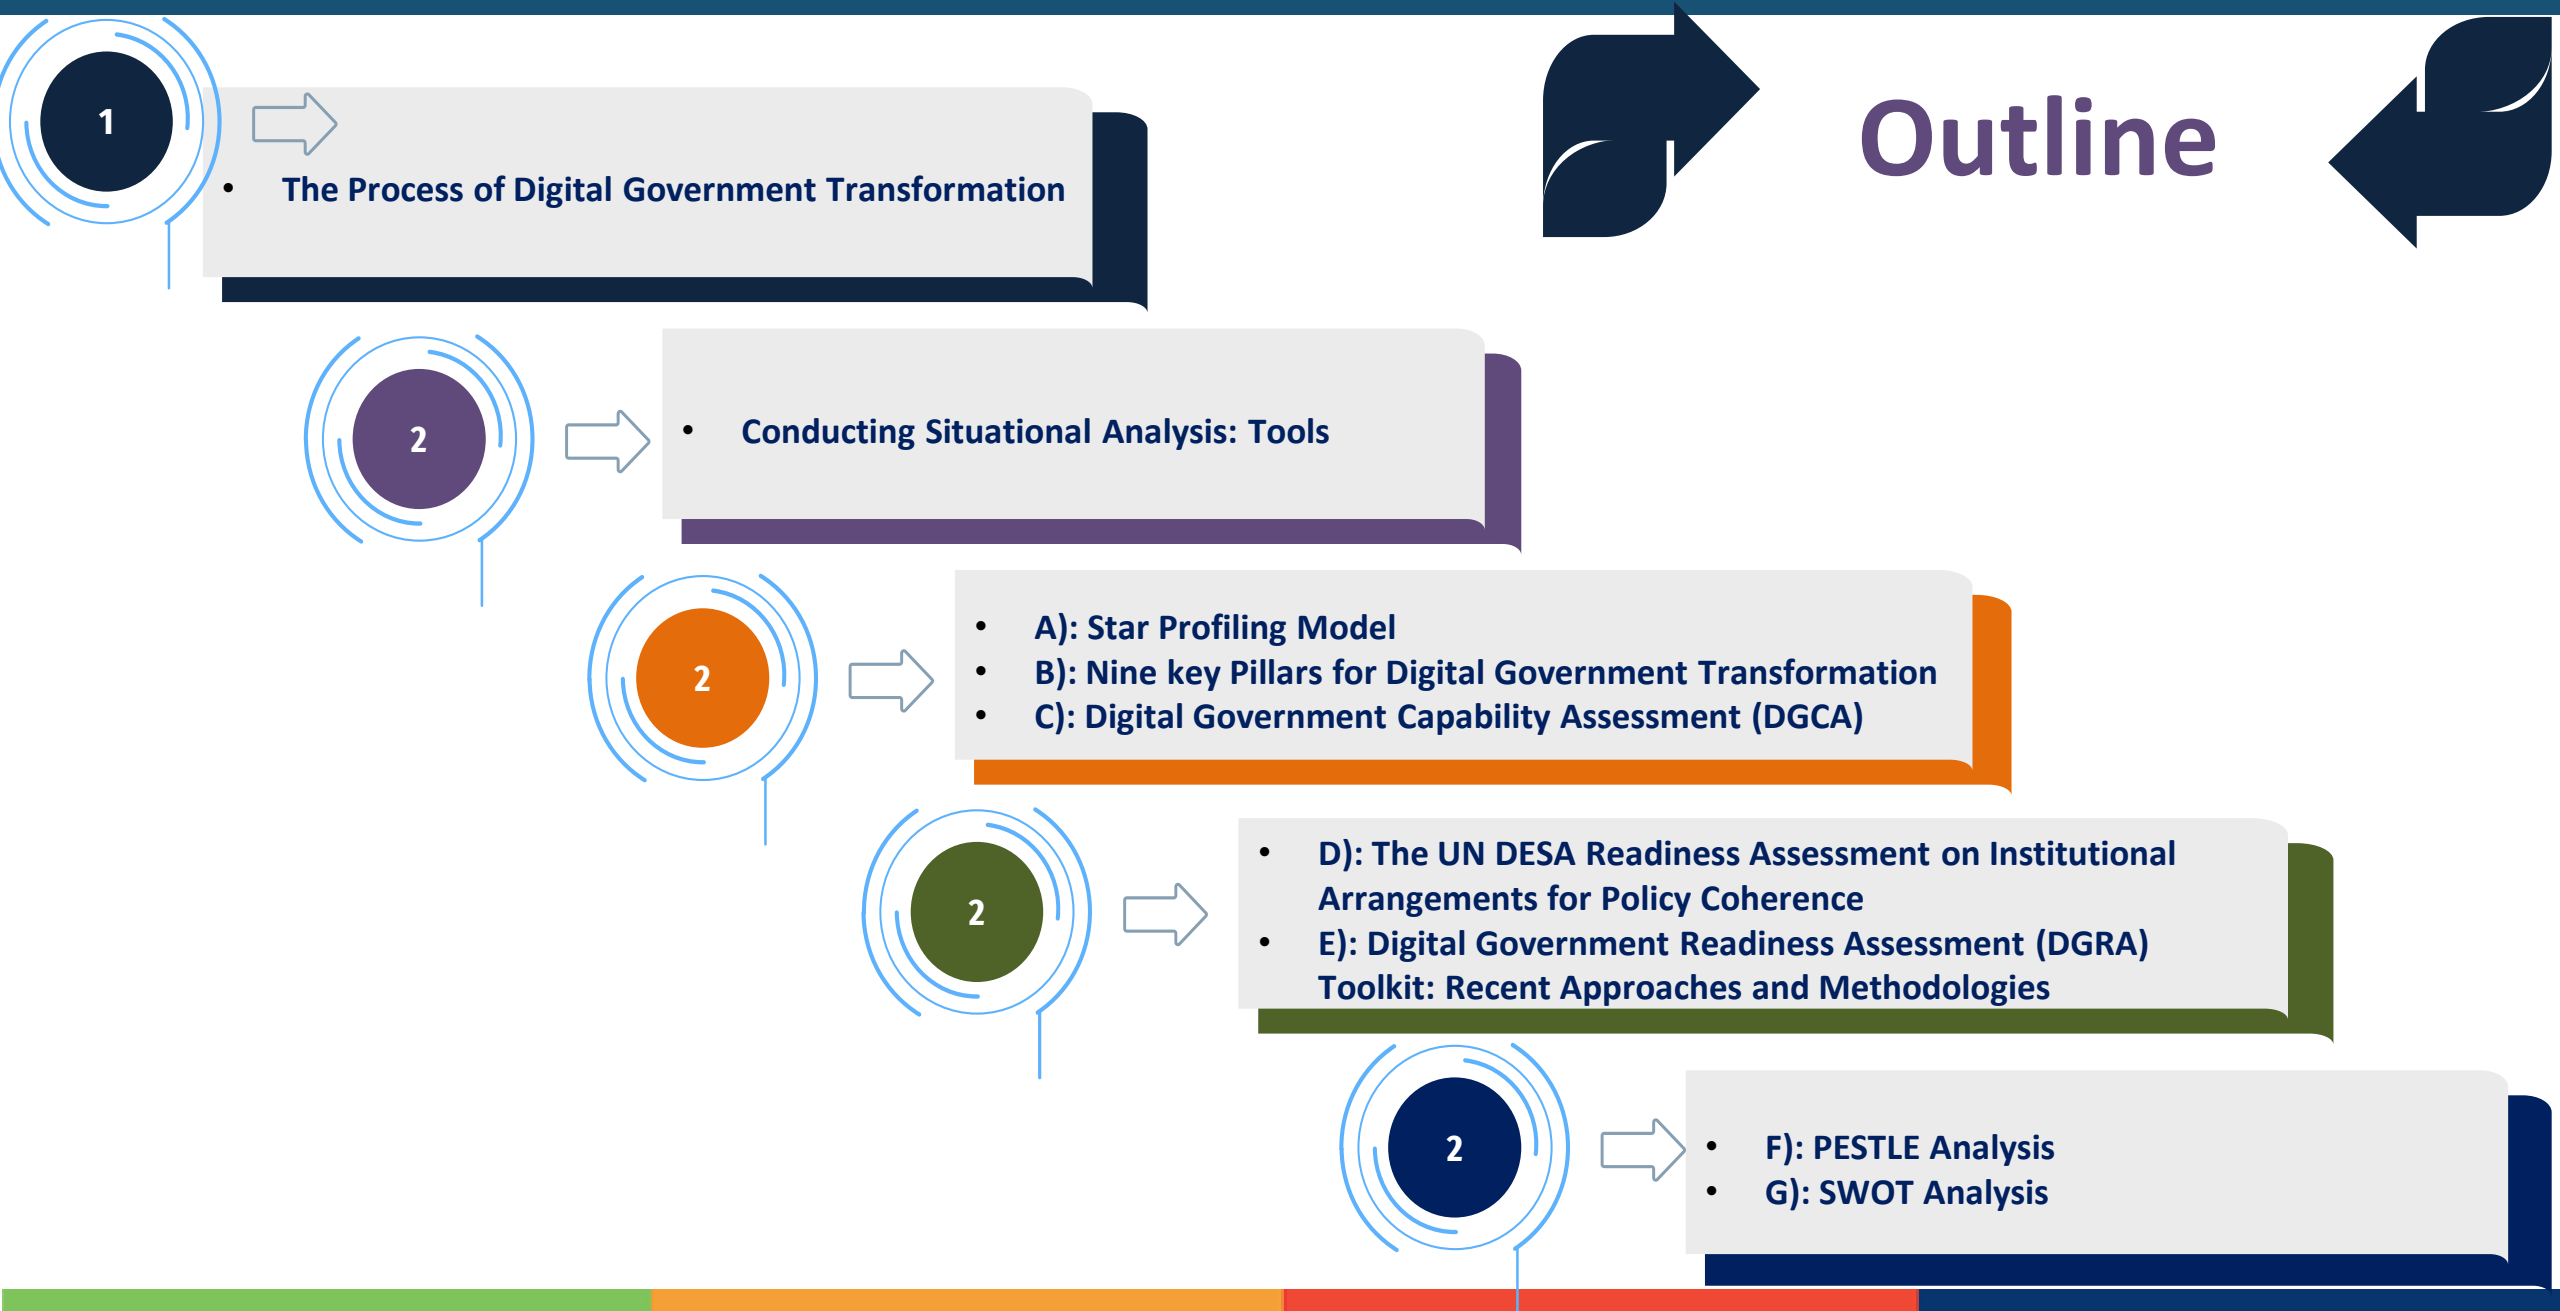 Outline
1
• The Process of Digital Government Transformation
2
• Conducting Situational Analysis: Tools
2
• A): Star Profiling Model
• B): Nine key Pillars for Digital Government Transformation
• C): Digital Government Capability Assessment (DGCA)
2
• D): The UN DESA Readiness Assessment on Institutional
Arrangements for Policy Coherence
• E): Digital Government Readiness Assessment (DGRA)
Toolkit: Recent Approaches and Methodologies
2
• F): PESTLE Analysis
• G): SWOT Analysis